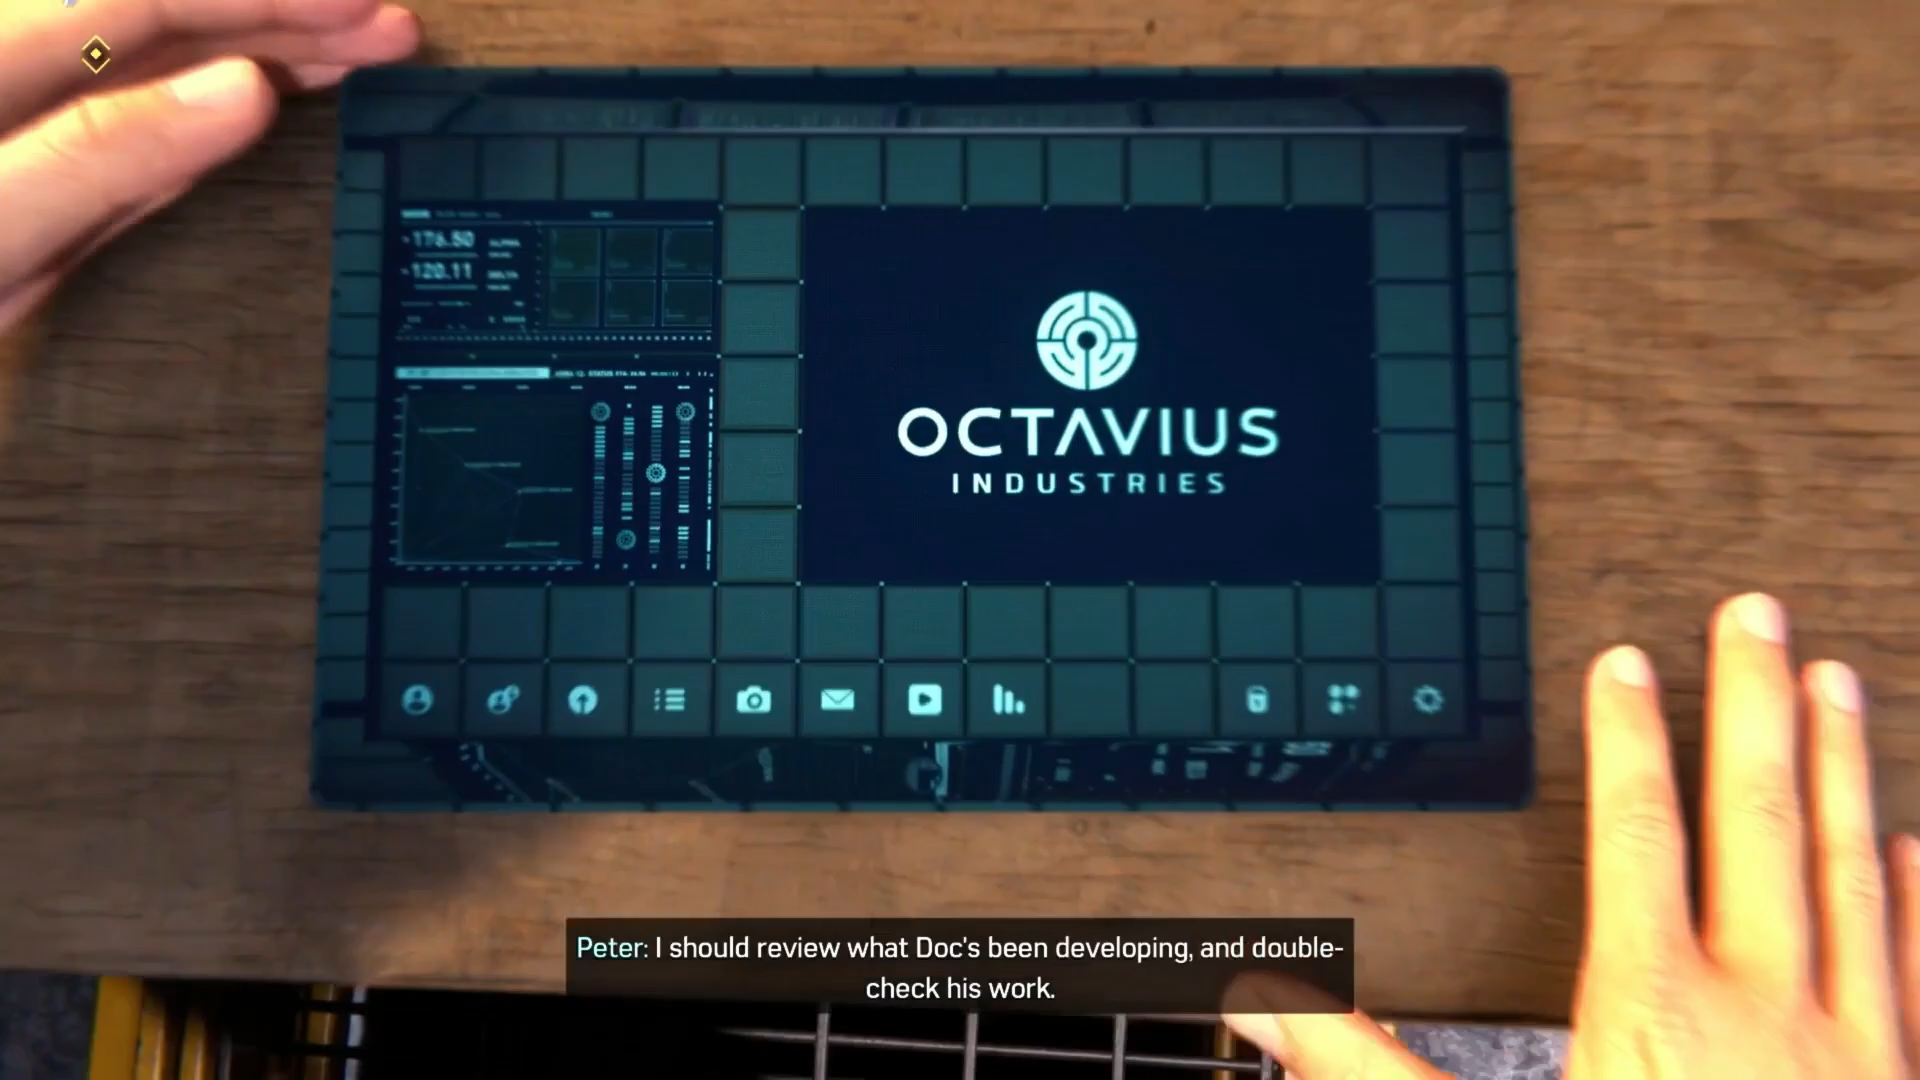 176.50
120.11
OCTAVIUS
INDUSTRIES
Peter: I should review what Doc's been developing, and double-
check his work.